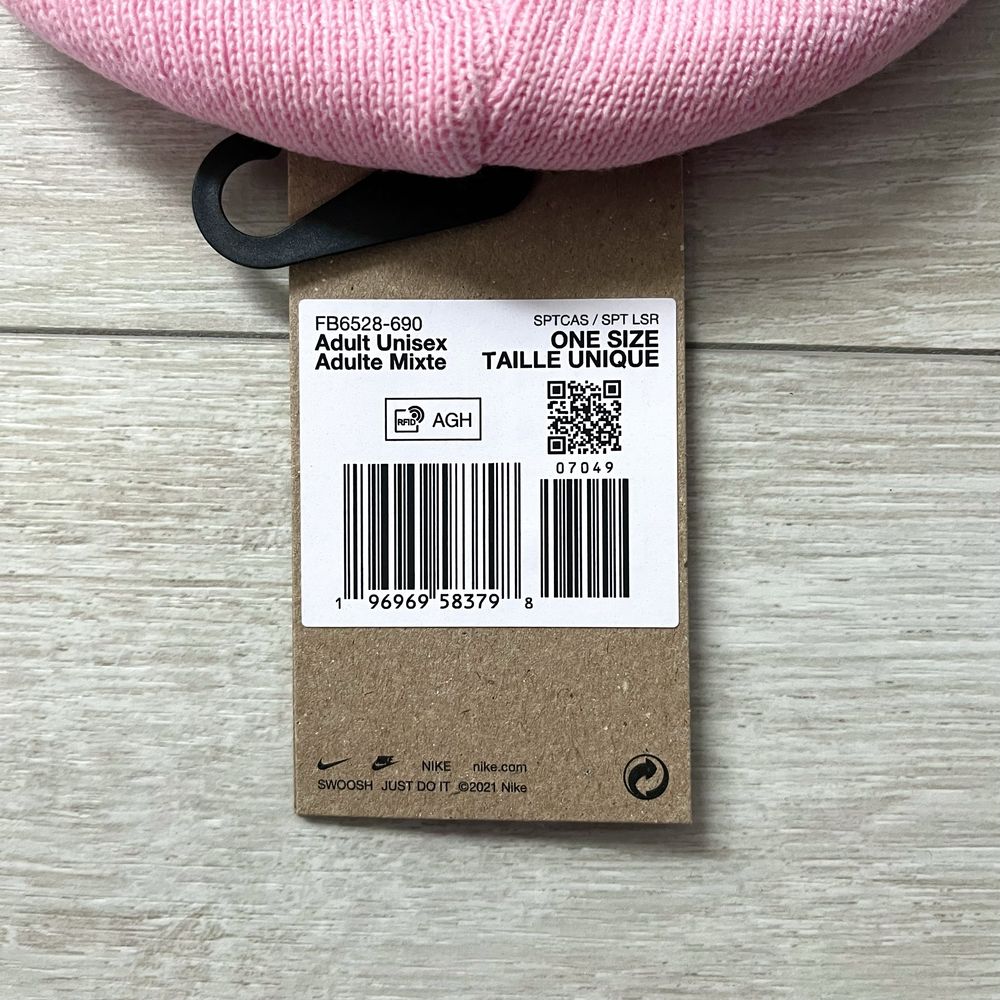 FB6528-690 SPTCAS / SPT LSR
Adult Unisex ONE SIZE
Adulte Mixte TAILLE UNIQUE
RFID AGH
07049
1 96969 58379 8
NIKE nike.com
SWOOSH JUST DO IT ©2021 Nike